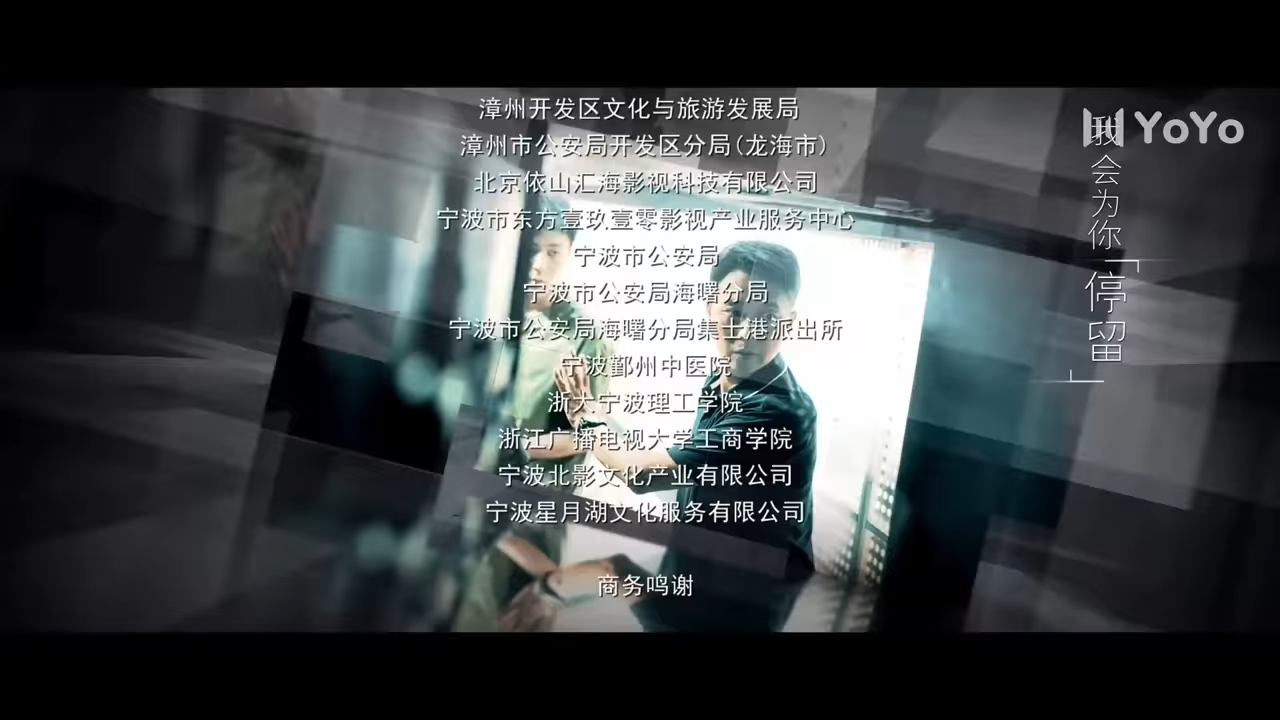 漳州开发区文化与旅游发展局
漳州市公安局开发区分局(龙海市)
北京依山汇海影视科技有限公司
宁波市东方壹玖壹零影视产业服务中心
宁波市公安局
宁波市公安局海曙分局
宁波市公安局海曙分局集士港派出所
宁波鄞州中医院
浙大宁波理工学院
浙江广播电视大学工商学院
宁波北影文化产业有限公司
宁波星月湖文化服务有限公司
商务鸣谢
YoYo
我会为你「停留」